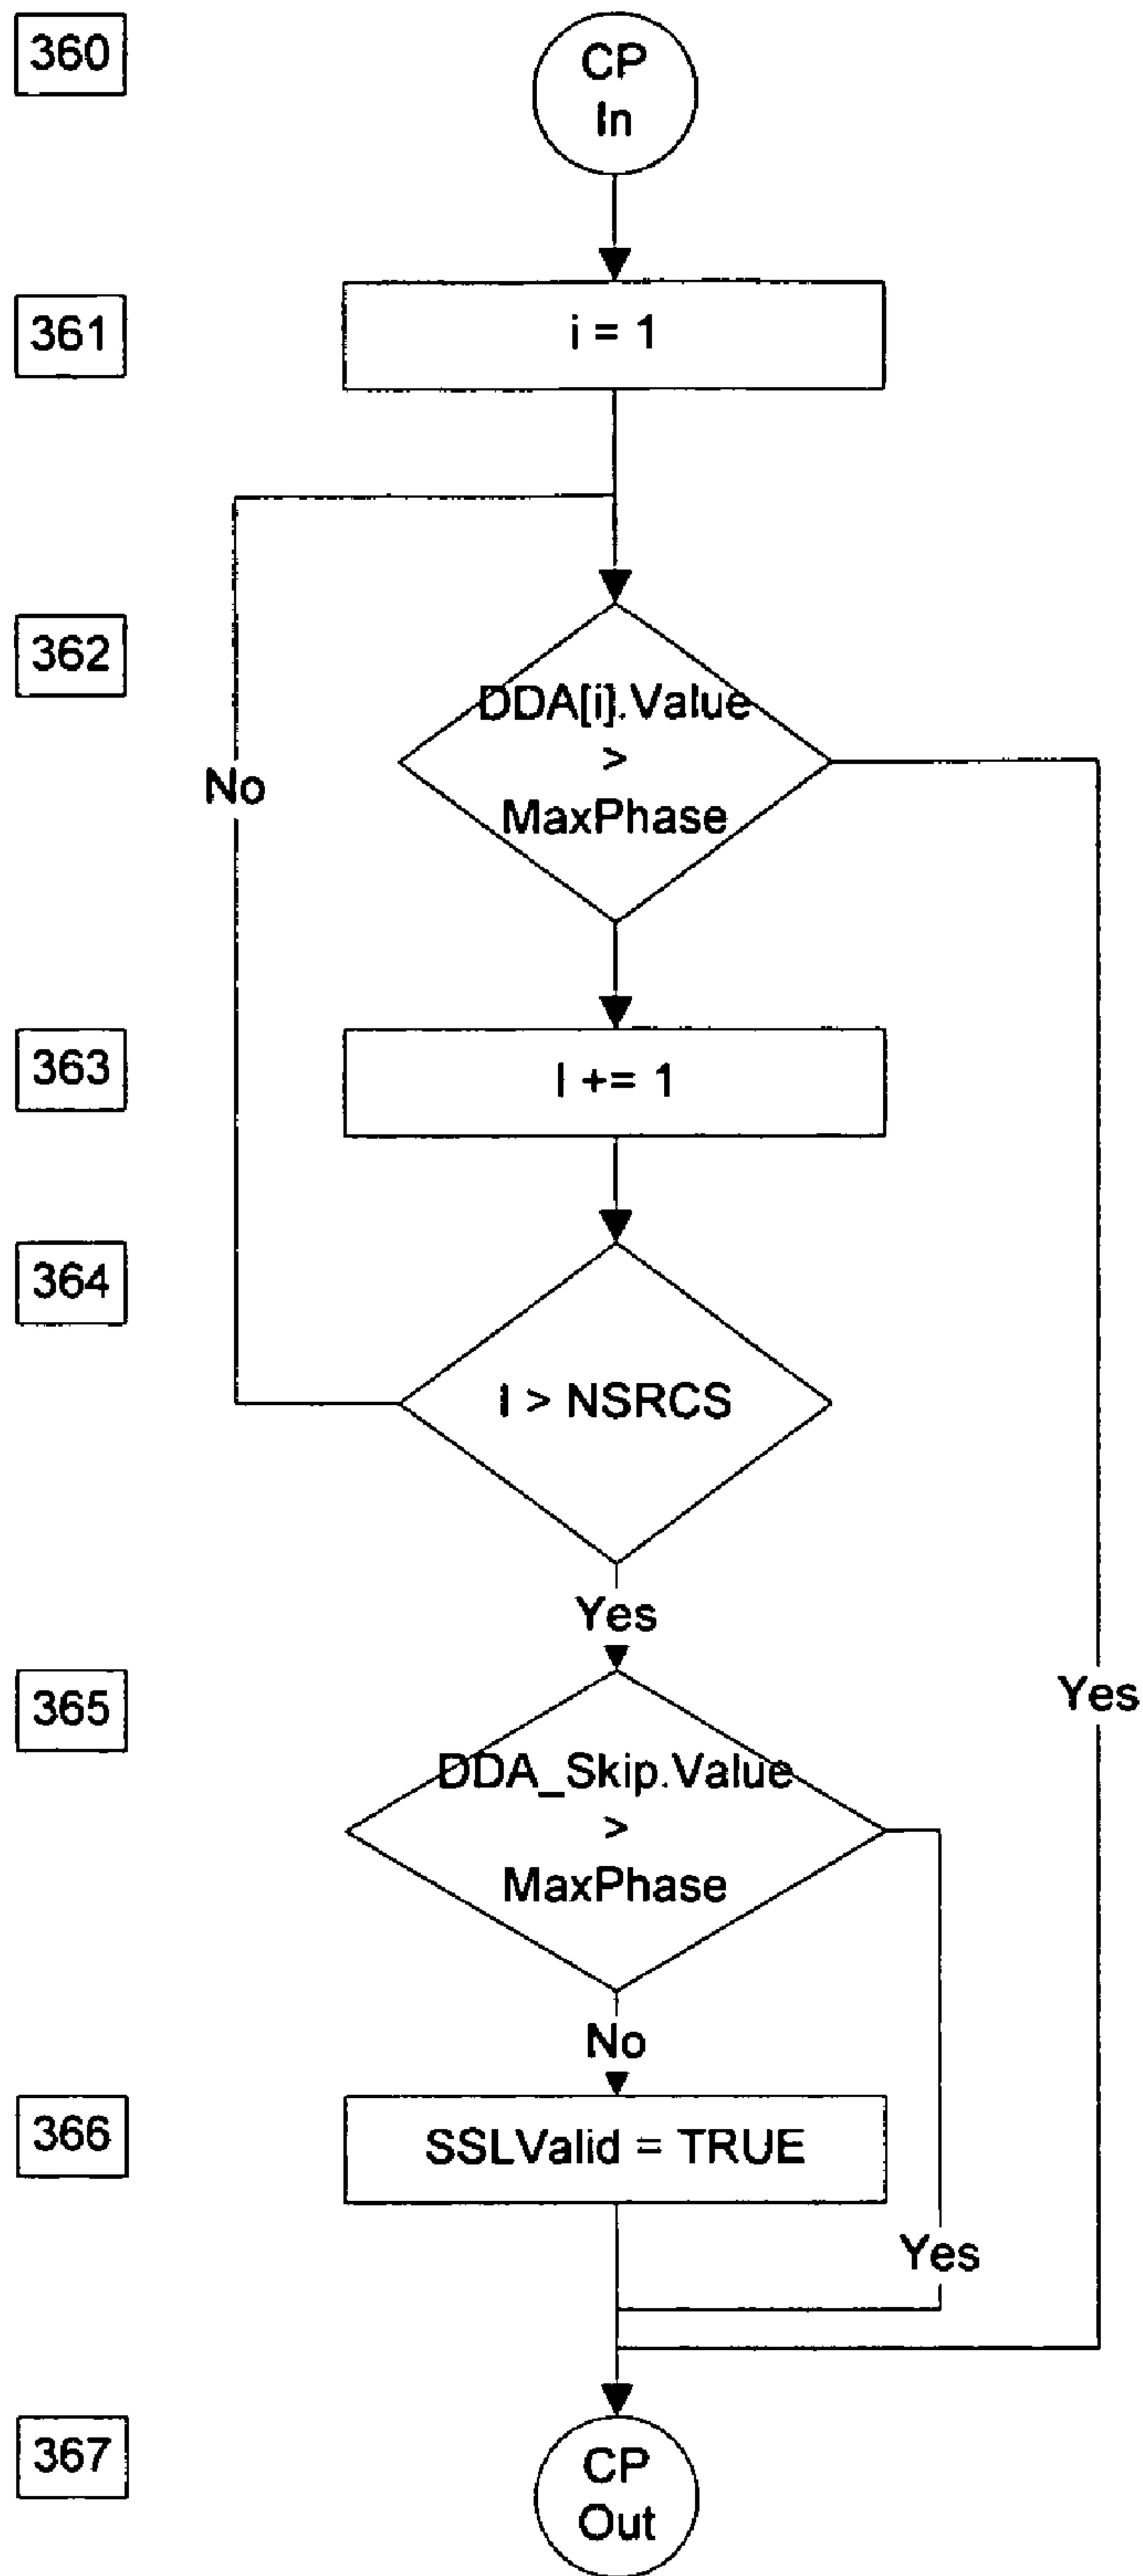 360
CP
In
361
i = 1
362
DDA[i].Value
>
MaxPhase
No
363
I += 1
364
I > NSRCS
Yes
365
DDA_Skip.Value
>
MaxPhase
Yes
No
366
SSLValid = TRUE
Yes
367
CP
Out